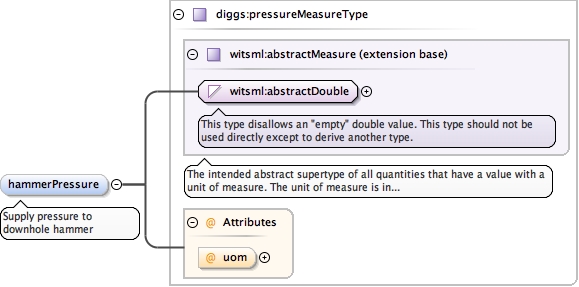 diggs:pressureMeasureType
witsml:abstractMeasure (extension base)
witsml:abstractDouble
This type disallows an "empty" double value. This type should not be
used directly except to derive another type.
The intended abstract supertype of all quantities that have a value with a
unit of measure. The unit of measure is in...
hammerPressure
Supply pressure to
downhole hammer
@ Attributes
@ uom